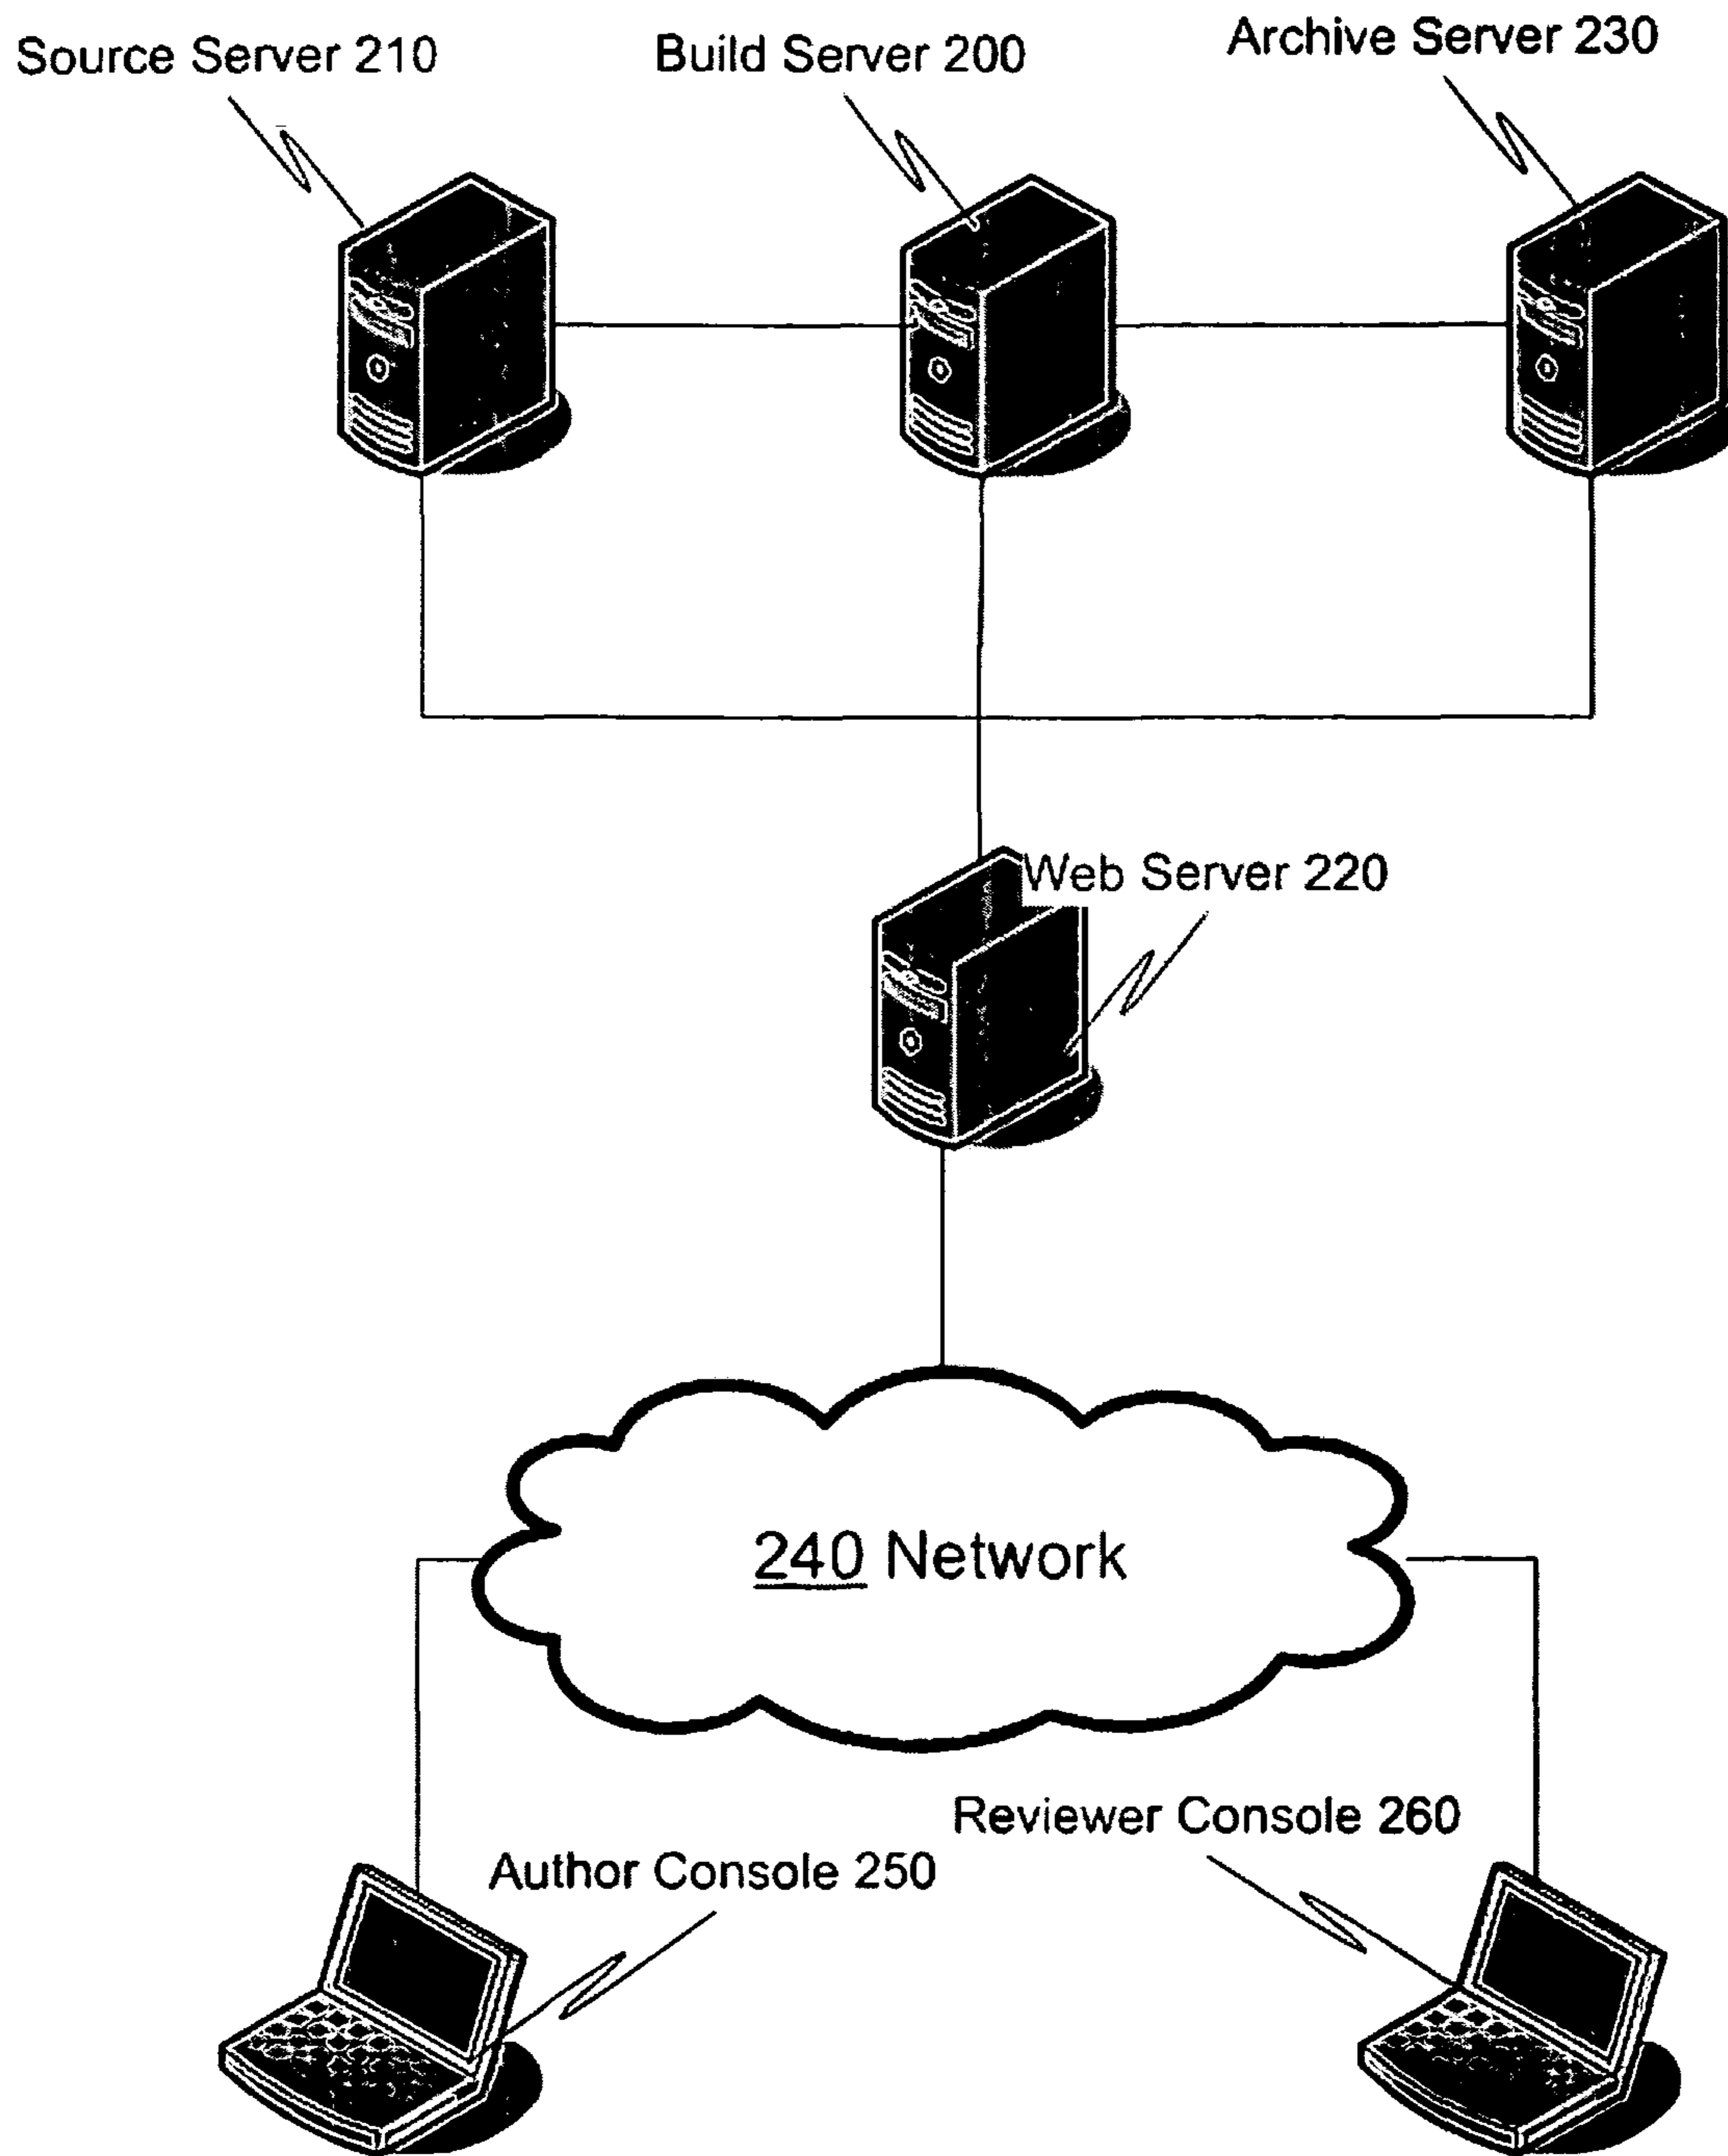 Source Server 210
Build Server 200
Archive Server 230
Web Server 220
240 Network
Reviewer Console 260
Author Console 250